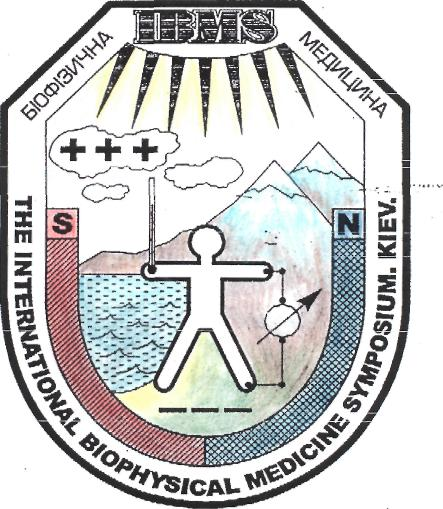 IBMS
БІОФІЗИЧНА
МЕДИЦИНА
+ + +
S
N
THE INTERNATIONAL BIOPHYSICAL MEDICINE SYMPOSIUM. KIEV.